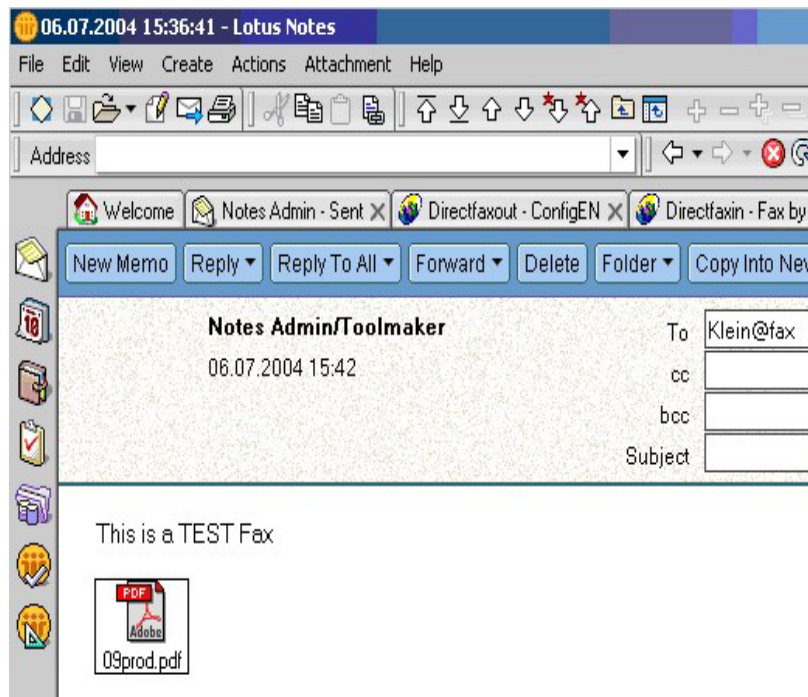 06.07.2004 15:36:41 - Lotus Notes
File Edit View Create Actions Attachment Help
Address
Welcome Notes Admin - Sent Directfaxout - ConfigEN Directfaxin - Fax by
New Memo Reply Reply To All Forward Delete Folder Copy Into New
Notes Admin/Toolmaker To Klein@fax
06.07.2004 15:42 cc
bcc
Subject
This is a TEST Fax
PDF
Adobe
09prod.pdf
10